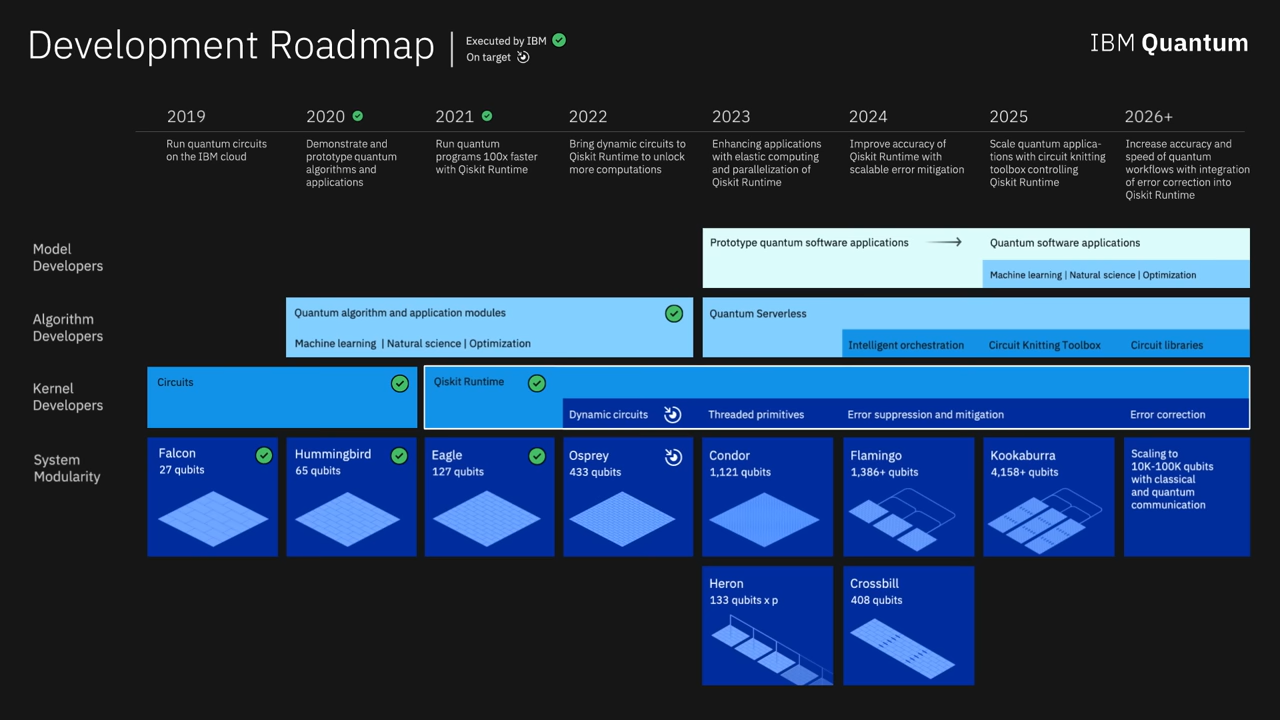 Development Roadmap
Executed by IBM
On target
IBM Quantum
2019
Run quantum circuits
on the IBM cloud
2020
Demonstrate and
prototype quantum
algorithms and
applications
2021
Run quantum
programs 100x faster
with Qiskit Runtime
2022
Bring dynamic circuits to
Qiskit Runtime to unlock
more computations
2023
Enhancing applications
with elastic computing
and parallelization of
Qiskit Runtime
2024
Improve accuracy of
Qiskit Runtime with
scalable error mitigation
2025
Scale quantum applica-
tions with circuit knitting
toolbox controlling
Qiskit Runtime
2026+
Increase accuracy and
speed of quantum
workflows with integration
of error correction into
Qiskit Runtime
Model
Developers
Prototype quantum software applications
Quantum software applications
Machine learning | Natural science | Optimization
Algorithm
Developers
Quantum algorithm and application modules
Machine learning | Natural science | Optimization
Quantum Serverless
Intelligent orchestration
Circuit Knitting Toolbox
Circuit libraries
Kernel
Developers
Circuits
Qiskit Runtime
Dynamic circuits
Threaded primitives
Error suppression and mitigation
Error correction
System
Modularity
Falcon
27 qubits
Hummingbird
65 qubits
Eagle
127 qubits
Osprey
433 qubits
Condor
1,121 qubits
Flamingo
1,386+ qubits
Kookaburra
4,158+ qubits
Scaling to
10K-100K qubits
with classical
and quantum
communication
Heron
133 qubits x p
Crossbill
408 qubits